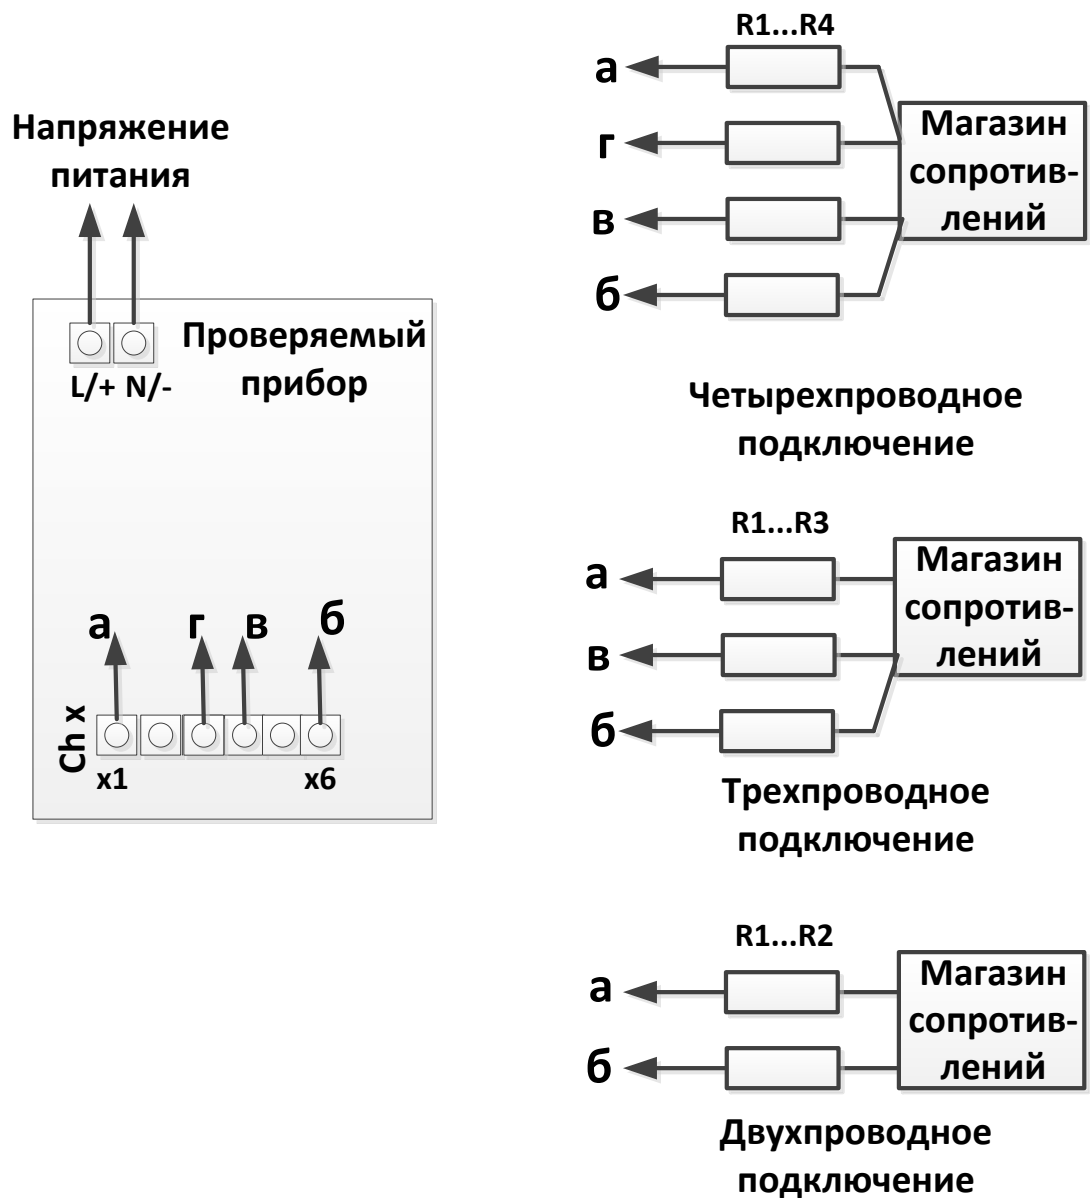 Напряжение
питания
Проверяемый
прибор
L/+ N/-
а г в б
Ch x
x1 x6
R1...R4
а
г
в
б
Магазин
сопротив-
лений
Четырехпроводное
подключение
R1...R3
а
в
б
Магазин
сопротив-
лений
Трехпроводное
подключение
R1...R2
а
б
Магазин
сопротив-
лений
Двухпроводное
подключение